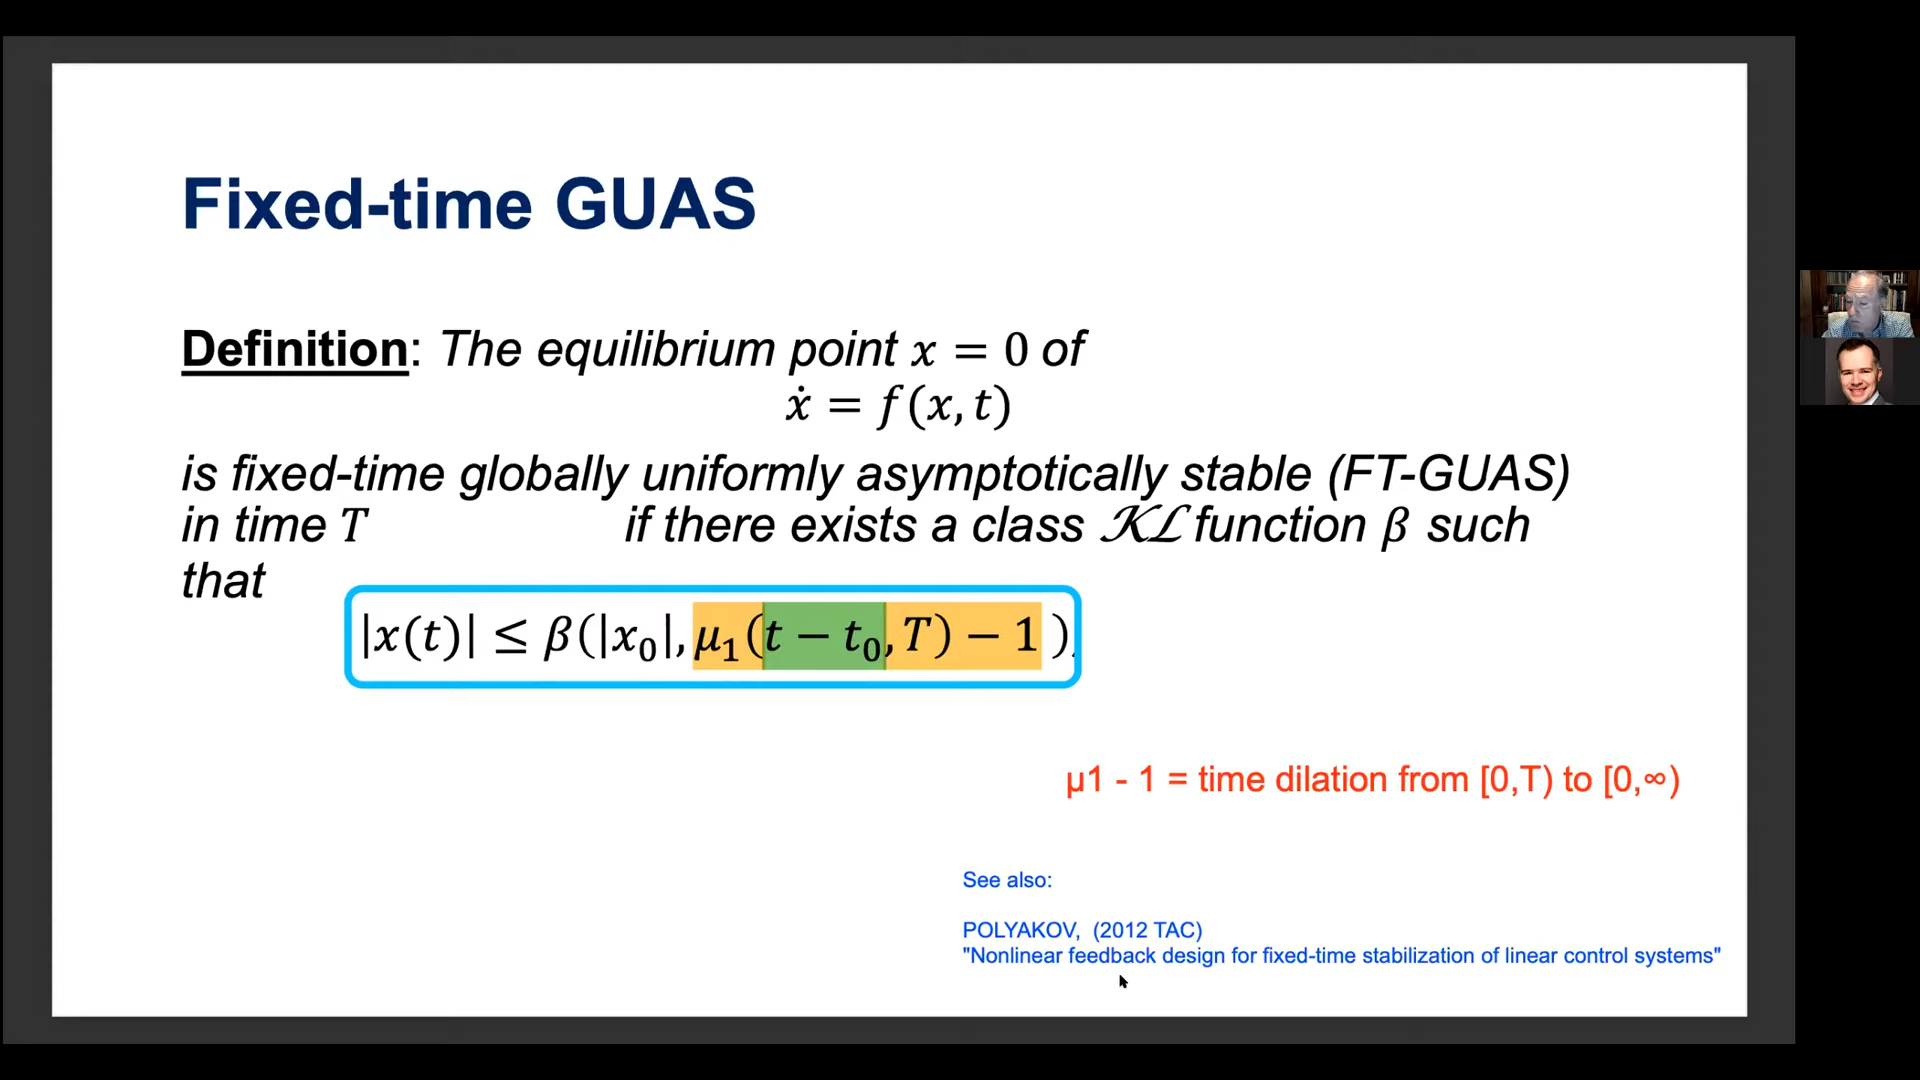 Fixed-time GUAS
Definition: The equilibrium point x = 0 of
ẋ = f(x, t)
is fixed-time globally uniformly asymptotically stable (FT-GUAS)
in time T if there exists a class 𝒦ℒ function β such
that
|x(t)| ≤ β(|x₀|, μ₁(t − t₀, T) − 1 ),
μ1 - 1 = time dilation from [0,T) to [0,∞)
See also:
POLYAKOV, (2012 TAC)
"Nonlinear feedback design for fixed-time stabilization of linear control systems"